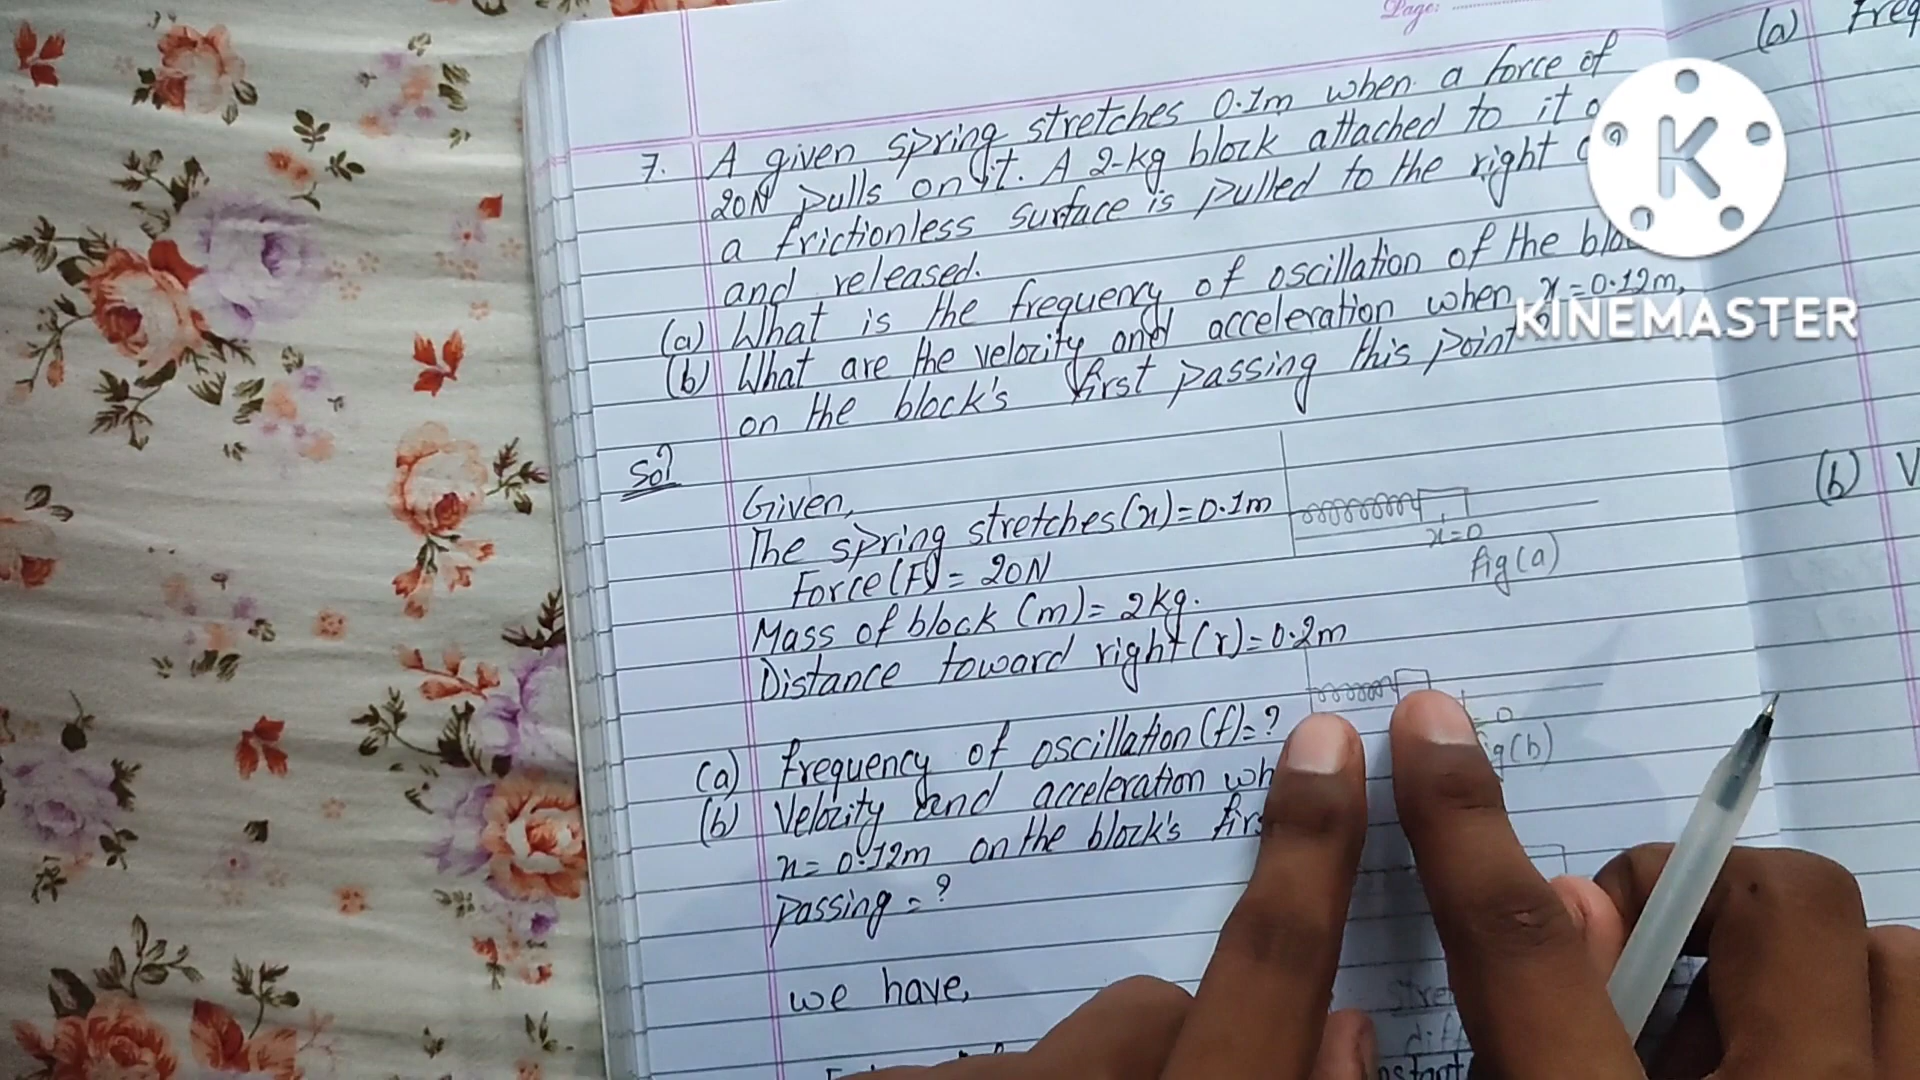 Page:
(a) Freq
7. A given spring stretches 0.1m when a force of
20N pulls on it. A 2-kg block attached to it
a frictionless surface is pulled to the right
and released.
(a) What is the frequency of oscillation of the
(b) What are the velocity and acceleration when x=0.12m,
on the block's first passing this point
Sol
Given,
The spring stretches(x)=0.1m
Force(F)= 20N
Mass of block (m)= 2kg.
Distance toward right(r)=0.2m
x=0
fig(a)
fig(b)
(a) frequency of oscillation(f)=?
(b) Velocity and acceleration
x= 0.12m on the block's
passing = ?
we have,
(b) V
K
KINEMASTER